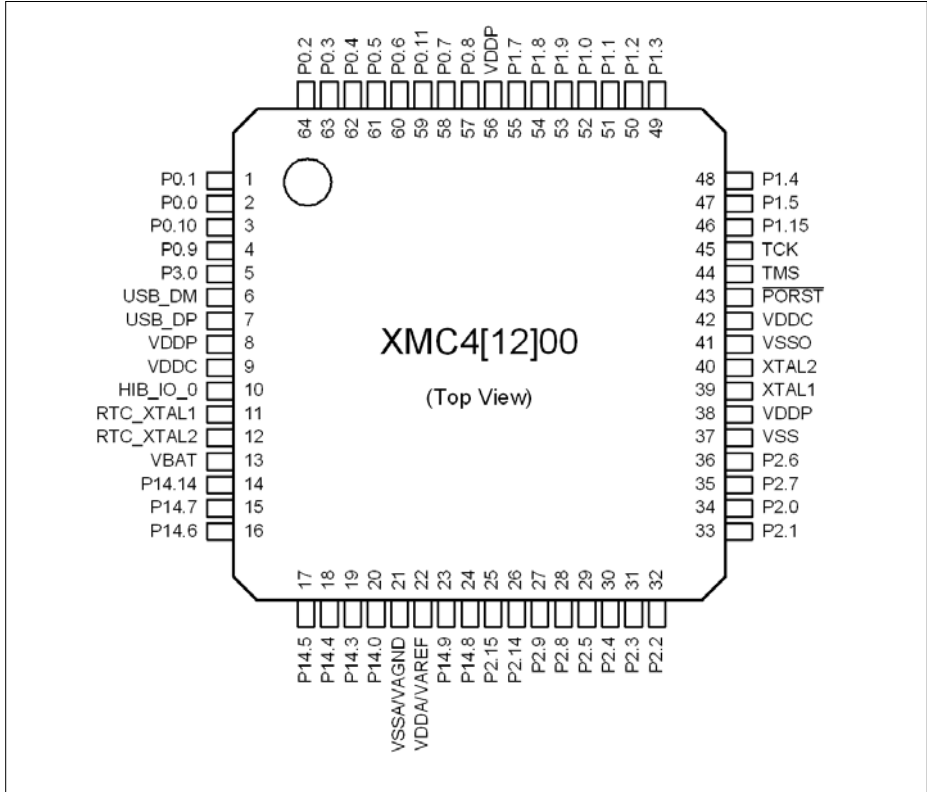 P0.2 P0.3 P0.4 P0.5 P0.6 P0.11 P0.7 P0.8 VDDP P1.7 P1.8 P1.9 P1.0 P1.1 P1.2 P1.3
64 63 62 61 60 59 58 57 56 55 54 53 52 51 50 49
P0.1 1 48 P1.4
P0.0 2 47 P1.5
P0.10 3 46 P1.15
P0.9 4 45 TCK
P3.0 5 44 TMS
USB_DM 6 43 PORST
USB_DP 7 42 VDDC
VDDP 8 41 VSSO
VDDC 9 40 XTAL2
HIB_IO_0 10 39 XTAL1
RTC_XTAL1 11 38 VDDP
RTC_XTAL2 12 37 VSS
VBAT 13 36 P2.6
P14.14 14 35 P2.7
P14.7 15 34 P2.0
P14.6 16 33 P2.1
XMC4[12]00
(Top View)
17 18 19 20 21 22 23 24 25 26 27 28 29 30 31 32
P14.5 P14.4 P14.3 P14.0 VSSA/VAGND VDDA/VAREF P14.9 P14.8 P2.15 P2.14 P2.9 P2.8 P2.5 P2.4 P2.3 P2.2